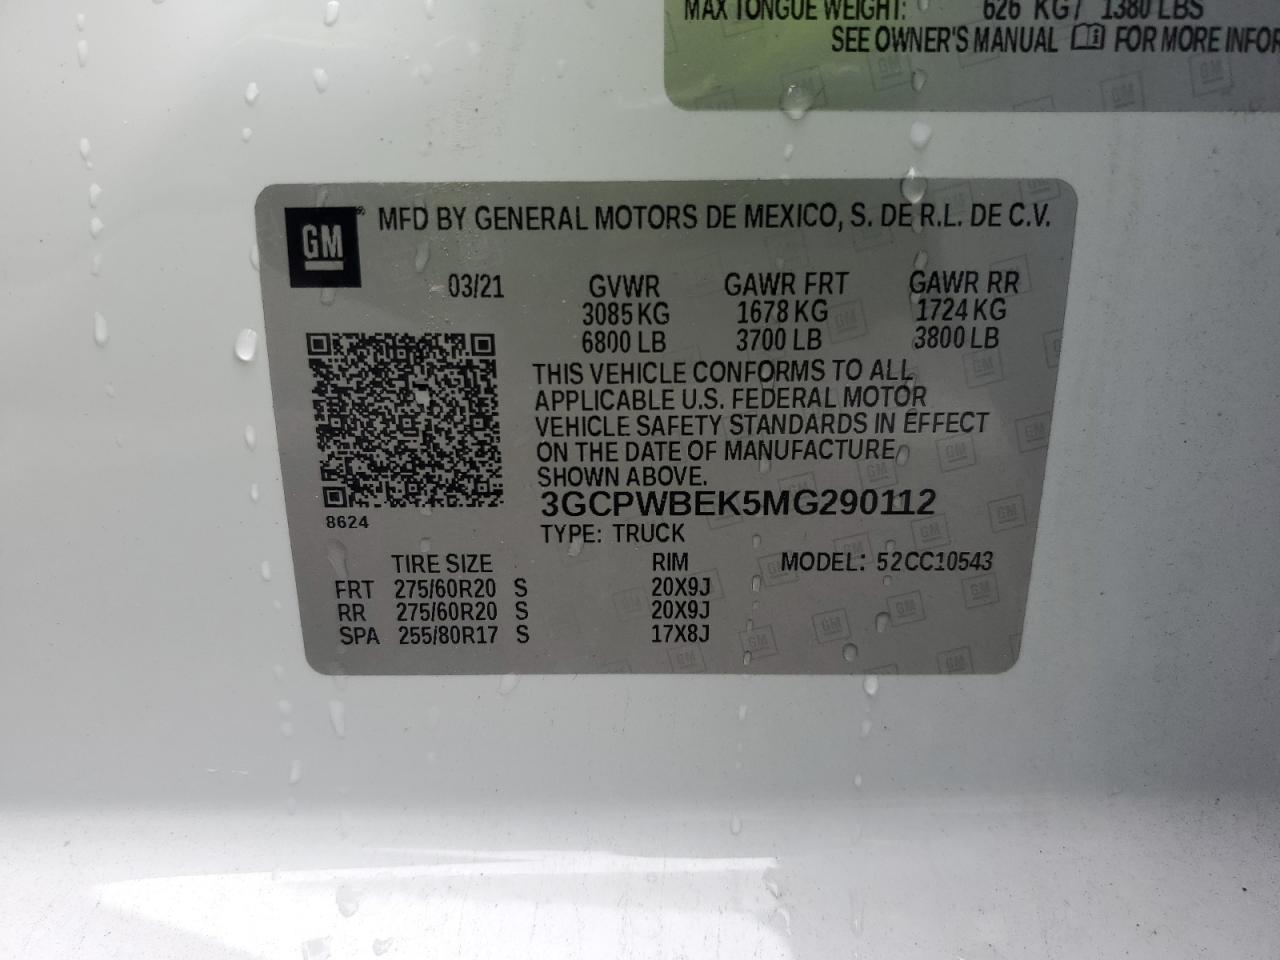 MAX TONGUE WEIGHT: 626 KG / 1380 LBS
SEE OWNER'S MANUAL FOR MORE INFOR
GM
MFD BY GENERAL MOTORS DE MEXICO, S. DE R.L. DE C.V.
03/21 GVWR GAWR FRT GAWR RR
3085 KG 1678 KG 1724 KG
6800 LB 3700 LB 3800 LB
THIS VEHICLE CONFORMS TO ALL
APPLICABLE U.S. FEDERAL MOTOR
VEHICLE SAFETY STANDARDS IN EFFECT
ON THE DATE OF MANUFACTURE
SHOWN ABOVE.
3GCPWBEK5MG290112
8624
TYPE: TRUCK
TIRE SIZE RIM MODEL: 52CC10543
FRT 275/60R20 S 20X9J
RR 275/60R20 S 20X9J
SPA 255/80R17 S 17X8J